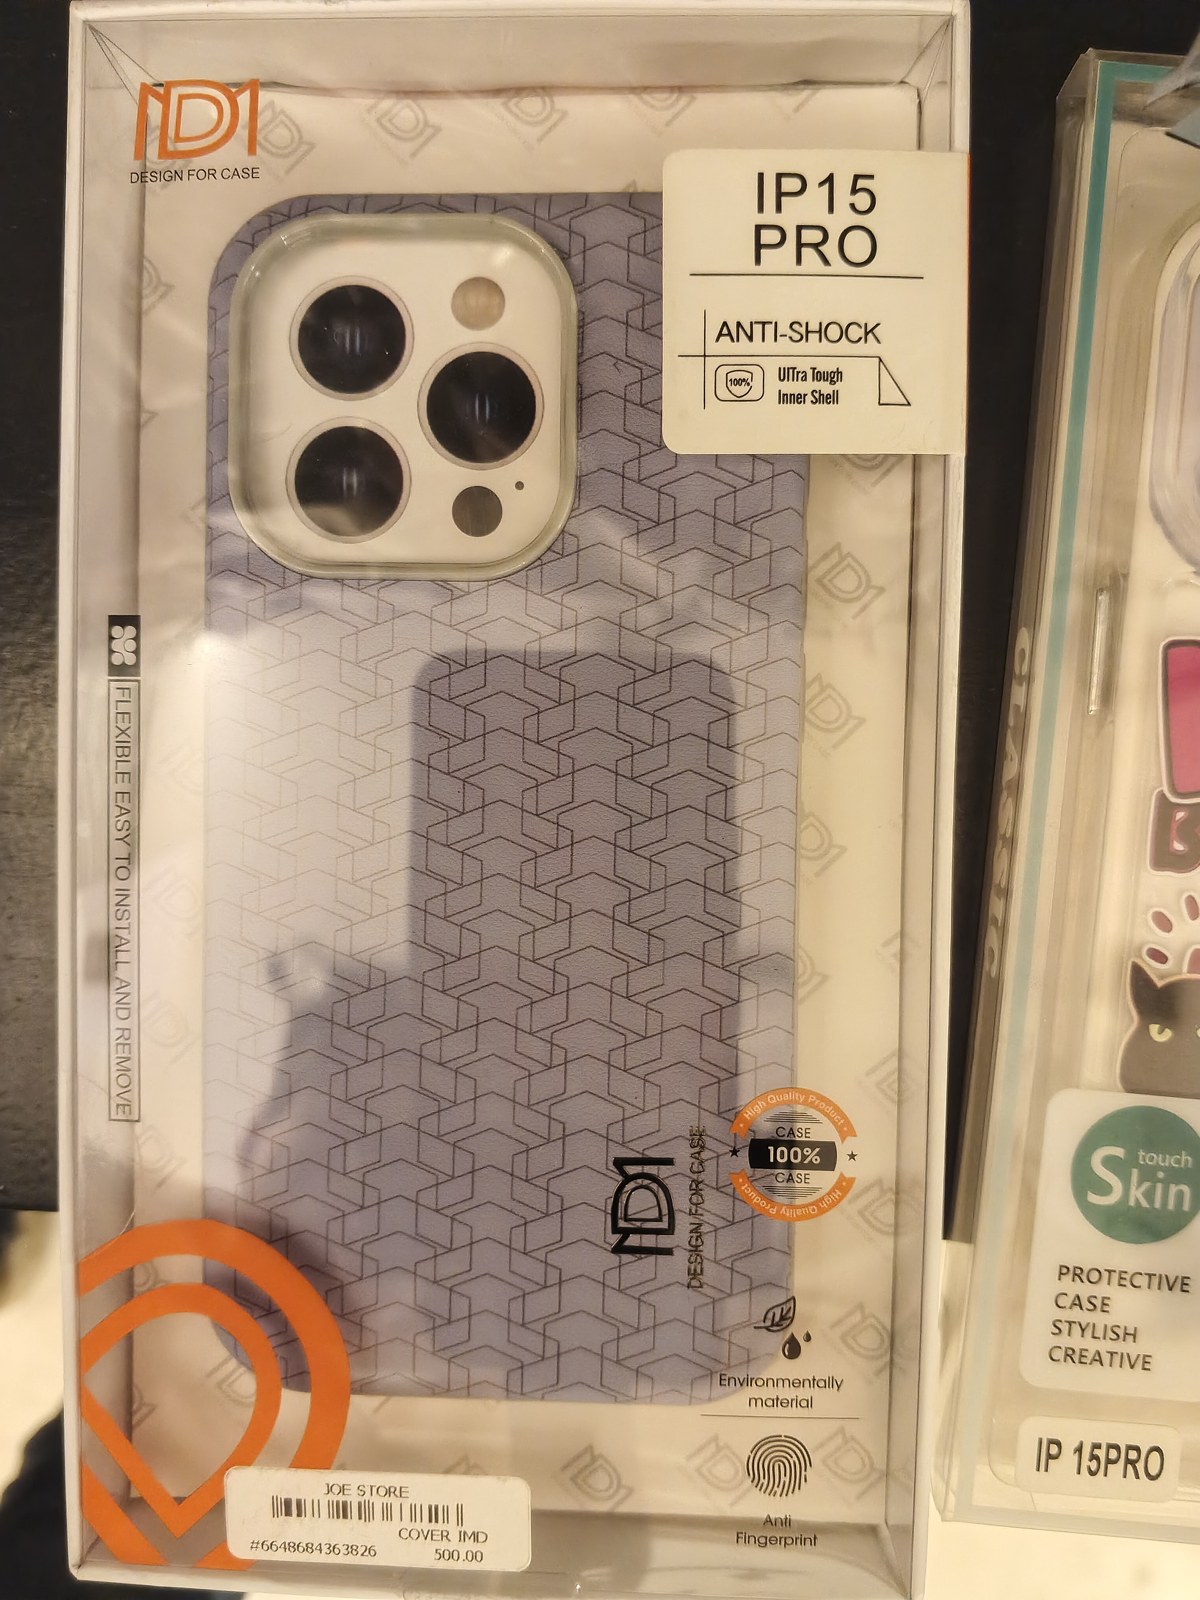 DESIGN FOR CASE
IP15
PRO
ANTI-SHOCK
100%
UlTra Tough
Inner Shell
FLEXIBLE EASY TO INSTALL AND REMOVE
DESIGN FOR CASE
High Quality Product
CASE
100%
CASE
High Quality Product
Environmentally
material
Anti
Fingerprint
JOE STORE
COVER IMD
#6648684363826
500.00
CLASSIC
touch
Skin
PROTECTIVE
CASE
STYLISH
CREATIVE
IP 15PRO